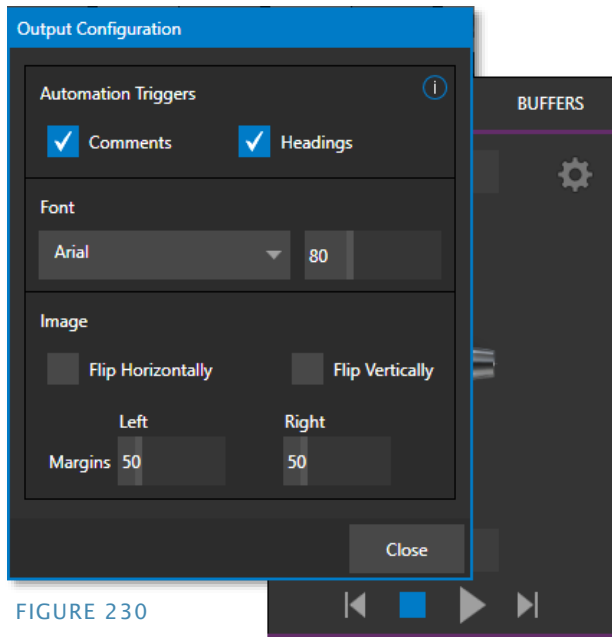 Output Configuration
Automation Triggers
i
BUFFERS
Comments
Headings
Font
Arial
80
Image
Flip Horizontally
Flip Vertically
Left
Right
Margins
50
50
Close
FIGURE 230